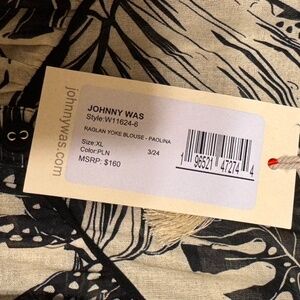 johnnywas.com
JOHNNY WAS
Style:W11624-6
RAGLAN YOKE BLOUSE - PAOLINA
Size:XL 3/24
Color:PLN
MSRP: $160
1 96521 47274 4